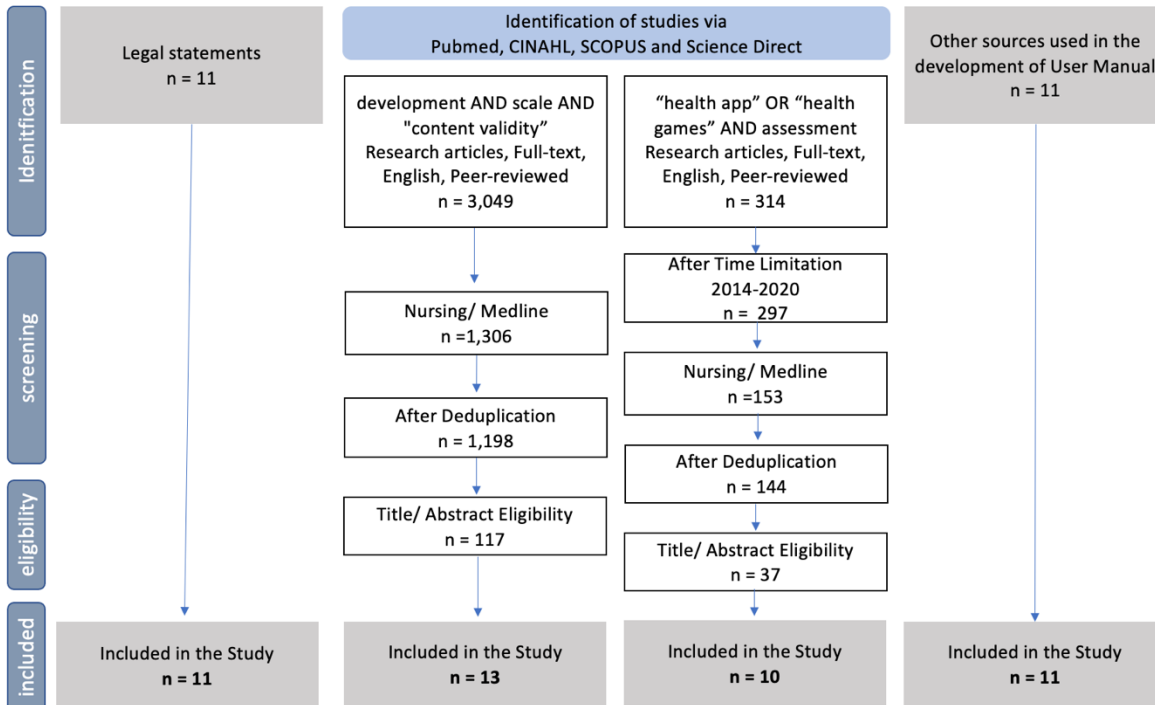 Idenitfication
screening
eligibility
included
Legal statements
n = 11
Included in the Study
n = 11
Identification of studies via
Pubmed, CINAHL, SCOPUS and Science Direct
development AND scale AND
"content validity”
Research articles, Full-text,
English, Peer-reviewed
n = 3,049
Nursing/ Medline
n =1,306
After Deduplication
n = 1,198
Title/ Abstract Eligibility
n = 117
Included in the Study
n = 13
“health app” OR “health
games” AND assessment
Research articles, Full-text,
English, Peer-reviewed
n = 314
After Time Limitation
2014-2020
n =  297
Nursing/ Medline
n =153
After Deduplication
n = 144
Title/ Abstract Eligibility
n = 37
Included in the Study
n = 10
Other sources used in the
development of User Manual
n = 11
Included in the Study
n = 11